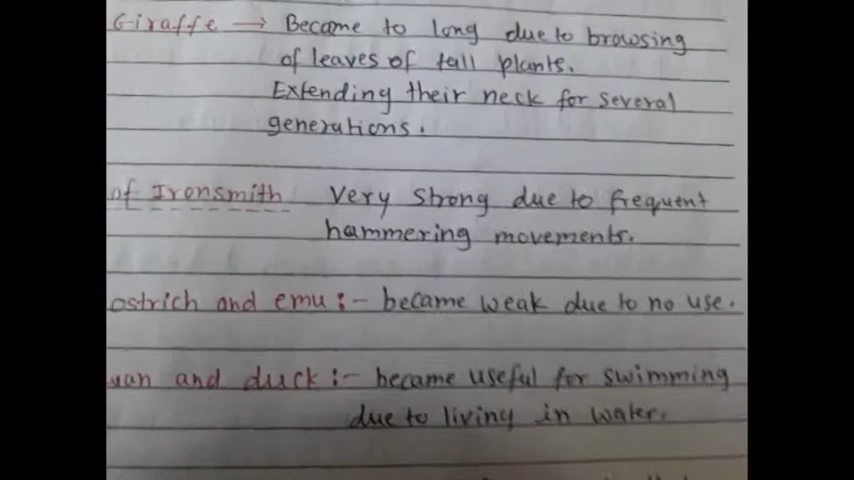 Giraffe → Became to long due to browsing
of leaves of tall plants.
Extending their neck for several
generations.
of Ironsmith Very strong due to frequent
hammering movements.
ostrich and emu :- became weak due to no use.
and duck :- became useful for swimming
due to living in water.